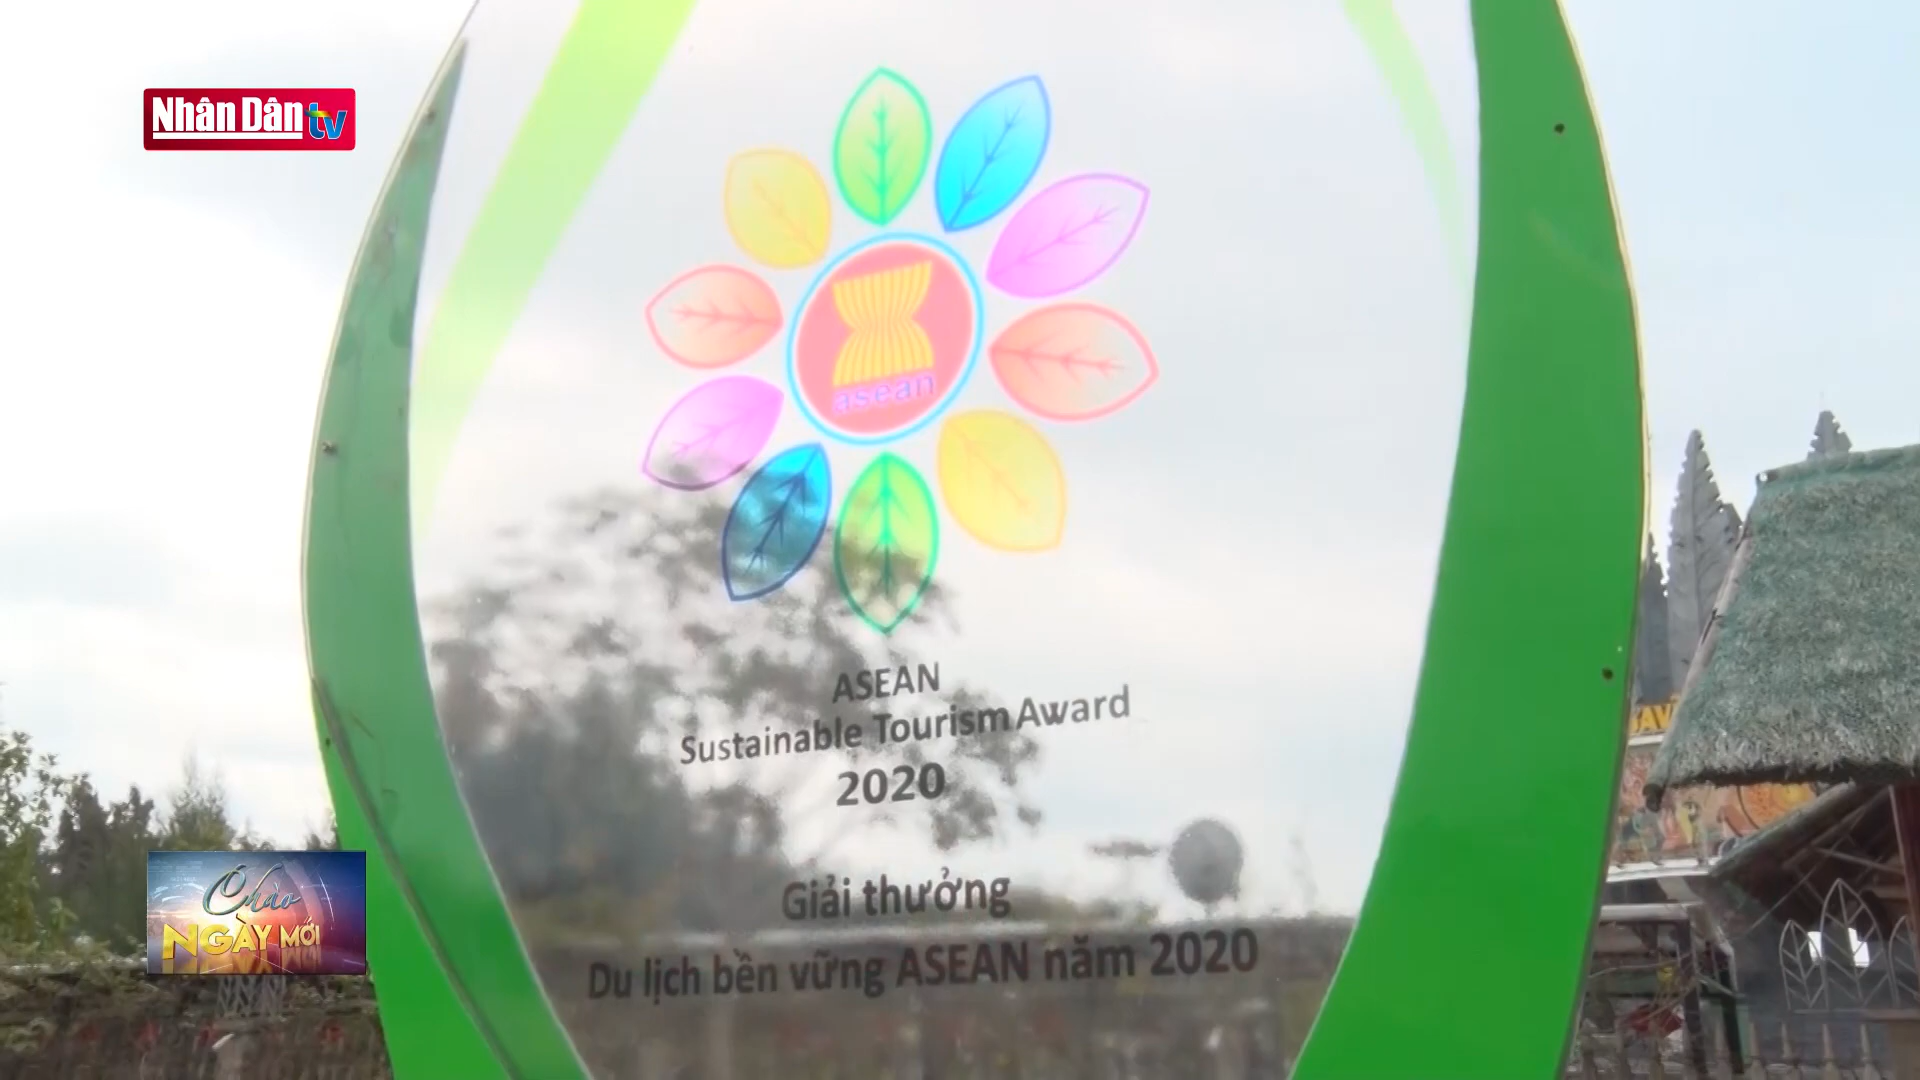 Nhân Dân tv
asean
ASEAN
Sustainable Tourism Award
2020
Giải thưởng
Du lịch bền vững ASEAN năm 2020
Chào
NGÀY MỚI